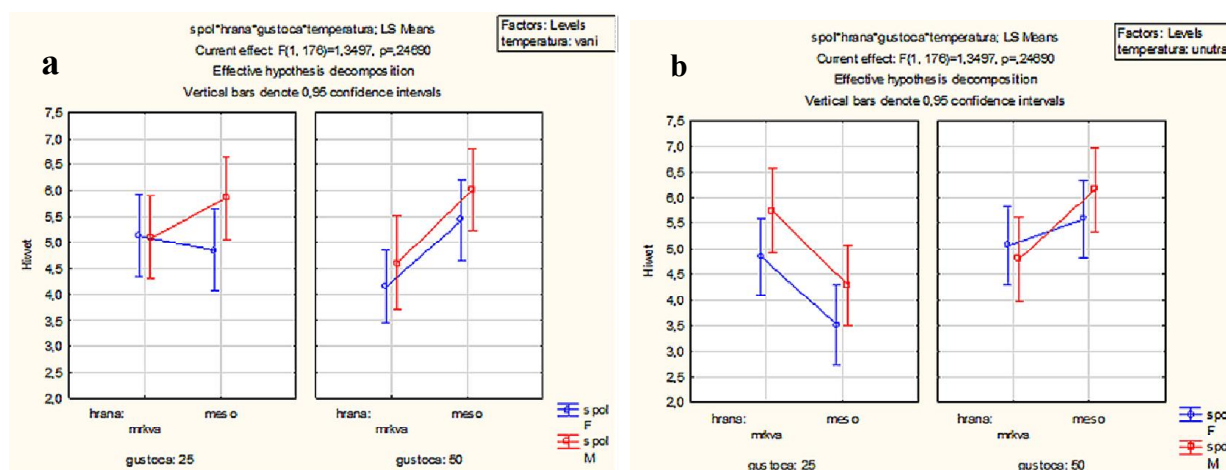 a
spol*hrana*gustoca*temperatura; LS Means
Current effect: F(1, 176)=1,3497, p=,24690
Effective hypothesis decomposition
Vertical bars denote 0,95 confidence intervals
Factors: Levels
temperatura: vani
7,5
7,0
6,5
6,0
5,5
5,0
4,5
4,0
3,5
3,0
2,5
2,0
hrana: mrkva meso
gustoca: 25
hrana: mrkva meso
gustoca: 50
spol
F
spol
M
b
spol*hrana*gustoca*temperatura; LS Means
Current effect: F(1, 176)=1,3497, p=,24690
Effective hypothesis decomposition
Vertical bars denote 0,95 confidence intervals
Factors: Levels
temperatura: unutra
7,5
7,0
6,5
6,0
5,5
5,0
4,5
4,0
3,5
3,0
2,5
2,0
hrana: mrkva meso
gustoca: 25
hrana: mrkva meso
gustoca: 50
spol
F
spol
M